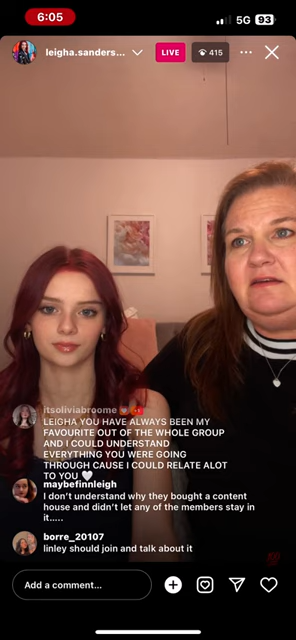 6:05
5G 93
leigha.sanders...
LIVE
415
itsoliviabroome
LEIGHA YOU HAVE ALWAYS BEEN MY
FAVOURITE OUT OF THE WHOLE GROUP
AND I COULD UNDERSTAND
EVERYTHING YOU WERE GOING
THROUGH CAUSE I COULD RELATE ALOT
TO YOU 🤍
maybefinnleigh
I don't understand why they bought a content
house and didn't let any of the members stay in
it.....
borre_20107
linley should join and talk about it
Add a comment...